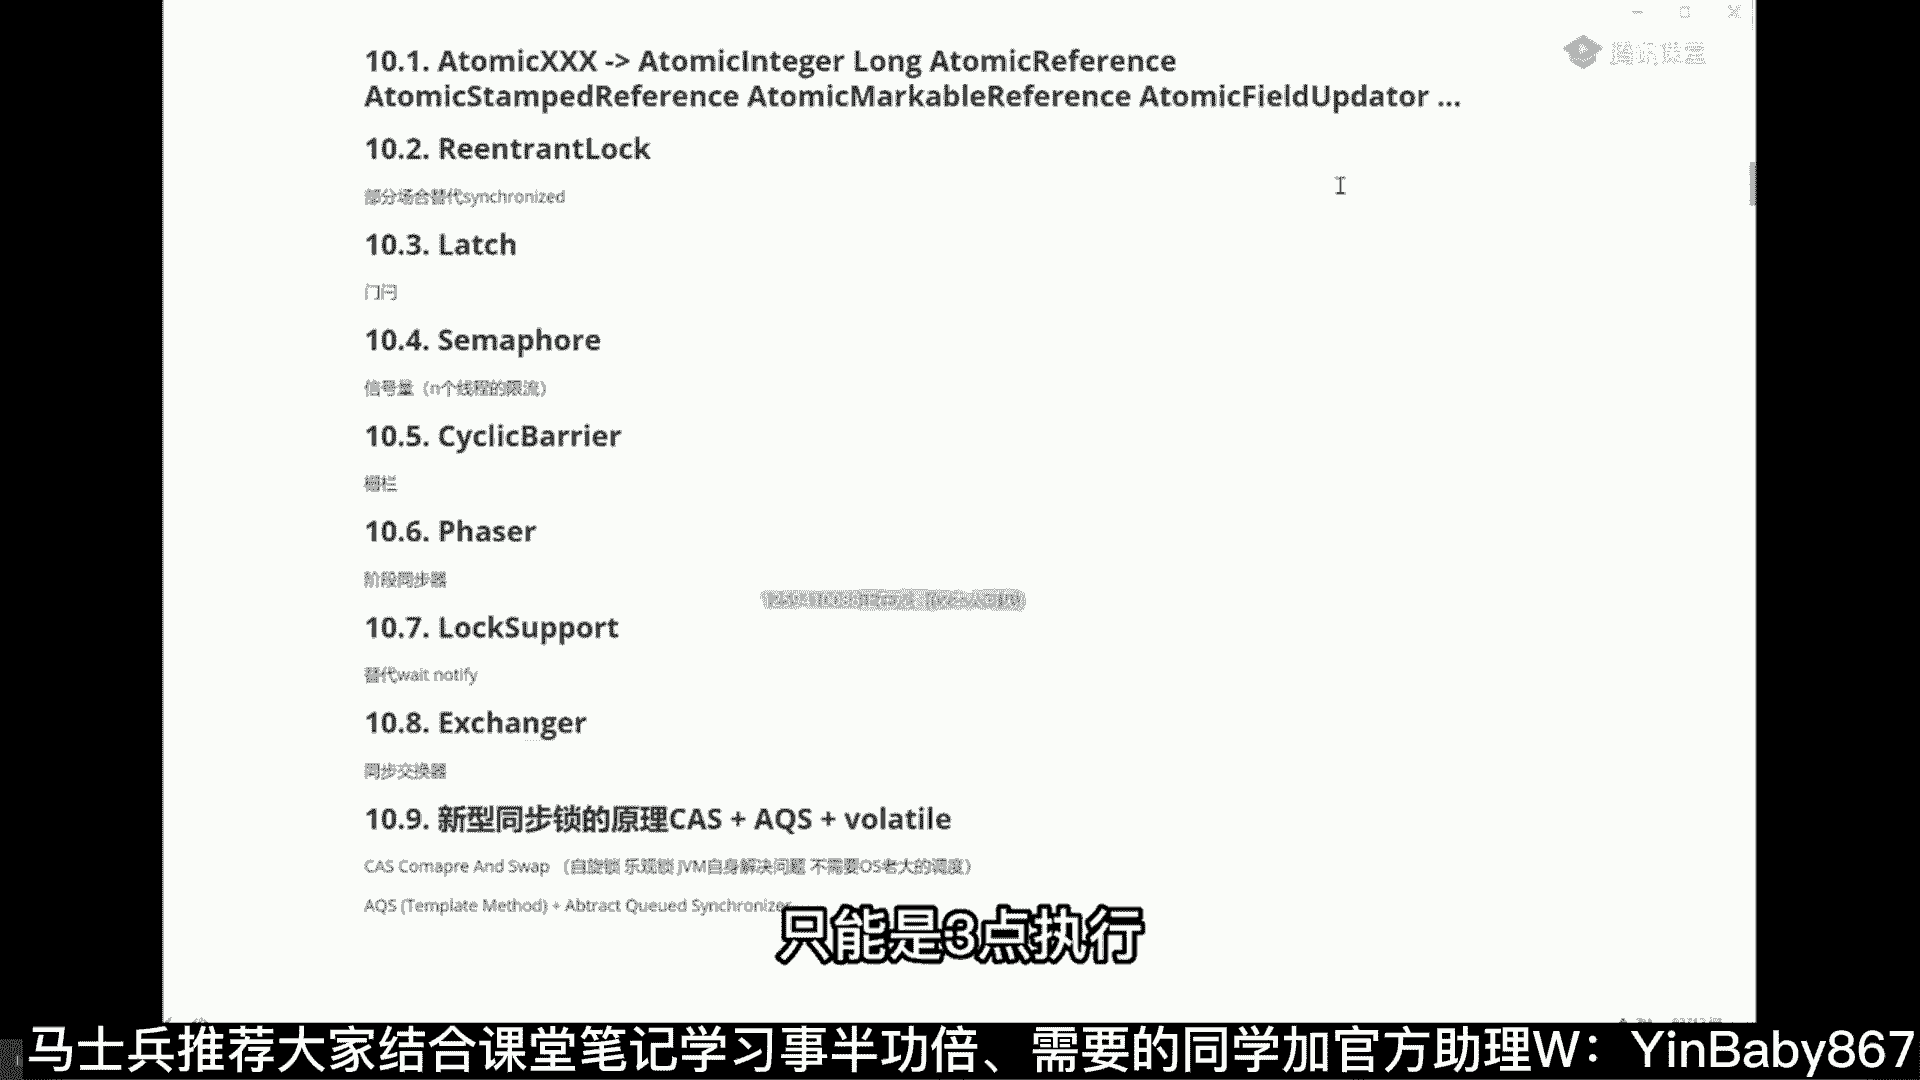 腾讯课堂
10.1. AtomicXXX -> AtomicInteger Long AtomicReference
AtomicStampedReference AtomicMarkableReference AtomicFieldUpdator ...
10.2. ReentrantLock
部分场合替代synchronized
10.3. Latch
门闩
10.4. Semaphore
信号量（n个线程的限流）
10.5. CyclicBarrier
栅栏
10.6. Phaser
阶段同步器
10.7. LockSupport
替代wait notify
10.8. Exchanger
同步交换器
10.9. 新型同步锁的原理CAS + AQS + volatile
CAS Comapre And Swap （自旋锁 乐观锁 JVM自身解决问题 不需要OS老大的调度）
AQS (Template Method) + Abtract Queued Synchronizer
只能是3点执行
马士兵推荐大家结合课堂笔记学习事半功倍、需要的同学加官方助理W：YinBaby867